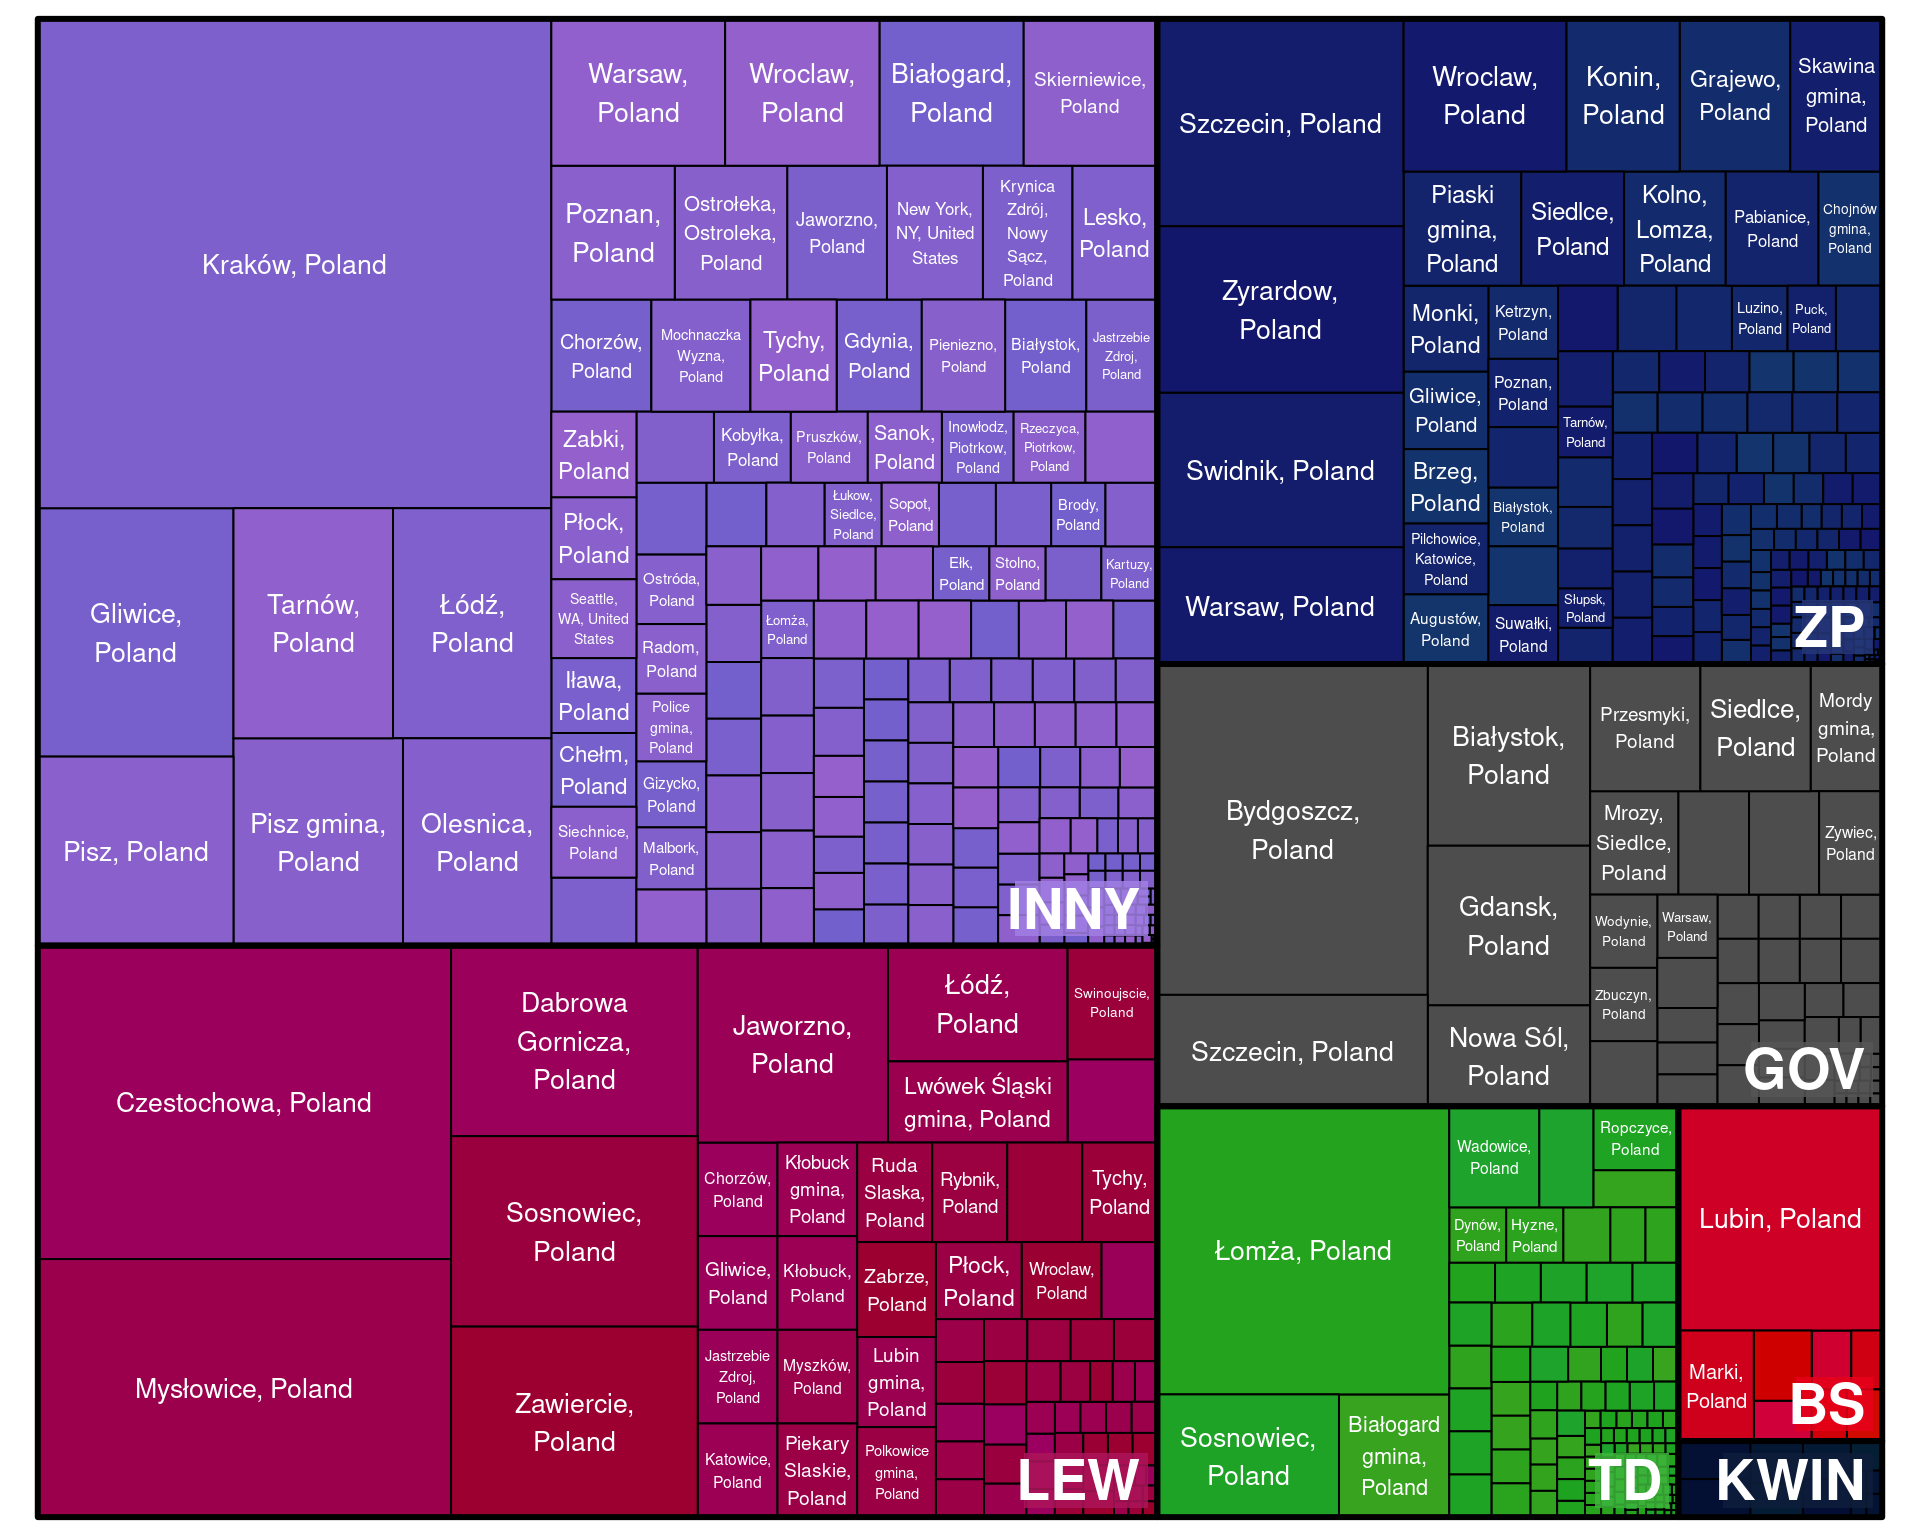 Kraków, Poland
Gliwice,
Poland
Tarnów,
Poland
Łódź,
Poland
Pisz, Poland
Pisz gmina,
Poland
Olesnica,
Poland
Warsaw,
Poland
Wroclaw,
Poland
Białogard,
Poland
Skierniewice,
Poland
Poznan,
Poland
Ostrołeka,
Ostroleka,
Poland
Jaworzno,
Poland
New York,
NY, United
States
Krynica
Zdrój,
Nowy
Sącz,
Poland
Lesko,
Poland
Chorzów,
Poland
Mochnaczka
Wyzna,
Poland
Tychy,
Poland
Gdynia,
Poland
Pieniezno,
Poland
Białystok,
Poland
Jastrzebie
Zdroj,
Poland
Zabki,
Poland
Kobyłka,
Poland
Pruszków,
Poland
Sanok,
Poland
Inowłodz,
Piotrkow,
Poland
Rzeczyca,
Piotrkow,
Poland
Płock,
Poland
Łukow,
Siedlce,
Poland
Sopot,
Poland
Brody,
Poland
Seattle,
WA, United
States
Ostróda,
Poland
Ełk,
Poland
Stolno,
Poland
Kartuzy,
Poland
Radom,
Poland
Łomża,
Poland
Iława,
Poland
Police
gmina,
Poland
Chełm,
Poland
Gizycko,
Poland
Siechnice,
Poland
Malbork,
Poland
INNY
Szczecin, Poland
Zyrardow,
Poland
Swidnik, Poland
Warsaw, Poland
Wroclaw,
Poland
Konin,
Poland
Grajewo,
Poland
Skawina
gmina,
Poland
Piaski
gmina,
Poland
Siedlce,
Poland
Kolno,
Lomza,
Poland
Pabianice,
Poland
Chojnów
gmina,
Poland
Monki,
Poland
Ketrzyn,
Poland
Luzino,
Poland
Puck,
Poland
Gliwice,
Poland
Poznan,
Poland
Tarnów,
Poland
Brzeg,
Poland
Białystok,
Poland
Pilchowice,
Katowice,
Poland
Augustów,
Poland
Suwałki,
Poland
Słupsk,
Poland
ZP
Bydgoszcz,
Poland
Szczecin, Poland
Białystok,
Poland
Gdansk,
Poland
Nowa Sól,
Poland
Przesmyki,
Poland
Siedlce,
Poland
Mordy
gmina,
Poland
Mrozy,
Siedlce,
Poland
Zywiec,
Poland
Wodynie,
Poland
Warsaw,
Poland
Zbuczyn,
Poland
GOV
Czestochowa, Poland
Mysłowice, Poland
Dabrowa
Gornicza,
Poland
Sosnowiec,
Poland
Zawiercie,
Poland
Jaworzno,
Poland
Łódź,
Poland
Lwówek Śląski
gmina, Poland
Swinoujscie,
Poland
Chorzów,
Poland
Kłobuck
gmina,
Poland
Ruda
Slaska,
Poland
Rybnik,
Poland
Tychy,
Poland
Gliwice,
Poland
Kłobuck,
Poland
Zabrze,
Poland
Płock,
Poland
Wroclaw,
Poland
Jastrzebie
Zdroj,
Poland
Myszków,
Poland
Lubin
gmina,
Poland
Katowice,
Poland
Piekary
Slaskie,
Poland
Polkowice
gmina,
Poland
LEW
Łomża, Poland
Sosnowiec,
Poland
Białogard
gmina,
Poland
Wadowice,
Poland
Ropczyce,
Poland
Dynów,
Poland
Hyzne,
Poland
TD
Lubin, Poland
Marki,
Poland
BS
KWIN